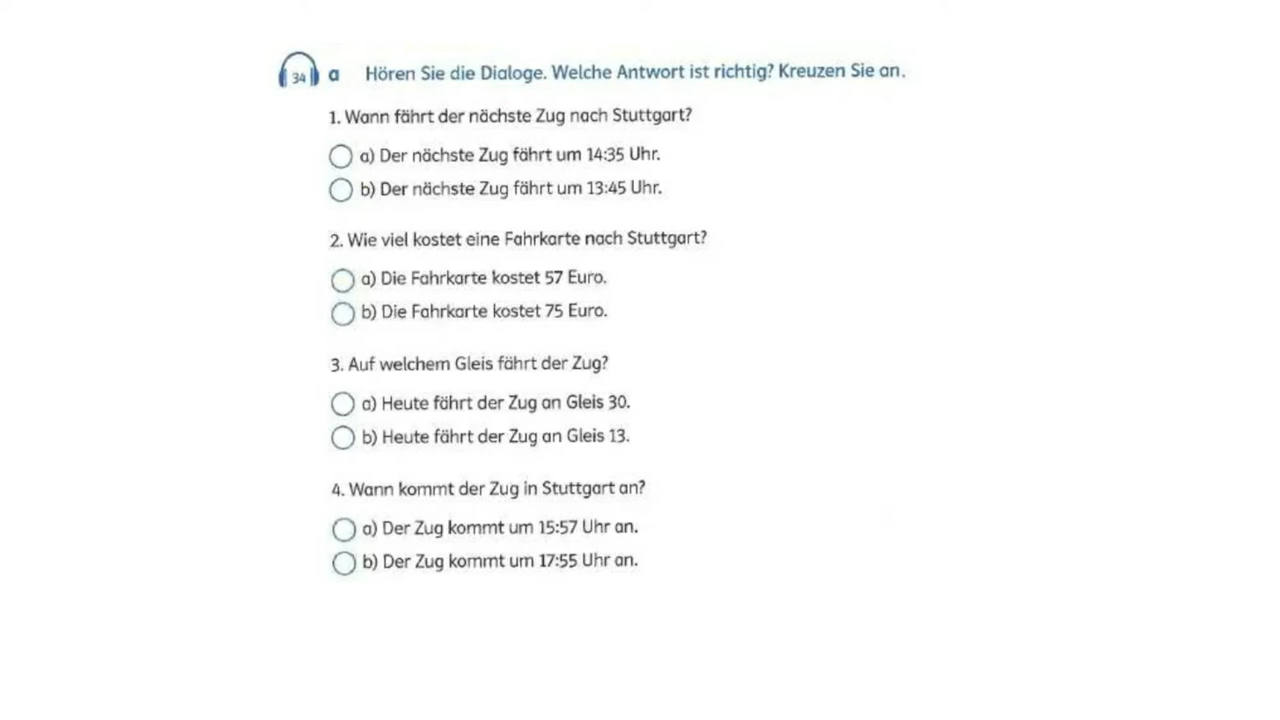 34 a Hören Sie die Dialoge. Welche Antwort ist richtig? Kreuzen Sie an.
1. Wann fährt der nächste Zug nach Stuttgart?
a) Der nächste Zug fährt um 14:35 Uhr.
b) Der nächste Zug fährt um 13:45 Uhr.
2. Wie viel kostet eine Fahrkarte nach Stuttgart?
a) Die Fahrkarte kostet 57 Euro.
b) Die Fahrkarte kostet 75 Euro.
3. Auf welchem Gleis fährt der Zug?
a) Heute fährt der Zug an Gleis 30.
b) Heute fährt der Zug an Gleis 13.
4. Wann kommt der Zug in Stuttgart an?
a) Der Zug kommt um 15:57 Uhr an.
b) Der Zug kommt um 17:55 Uhr an.